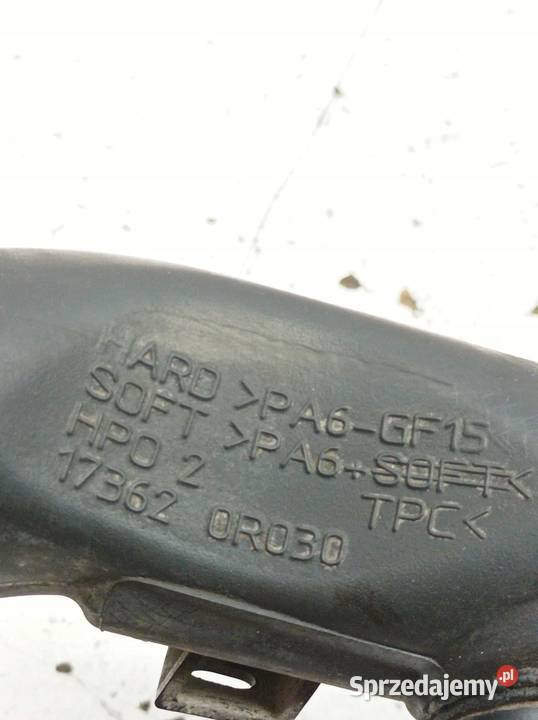 HARD >PA6-GF15<
SOFT >PA6+SOFT<
HPO 2 TPC<
17362 0R030
Sprzedajemy.pl